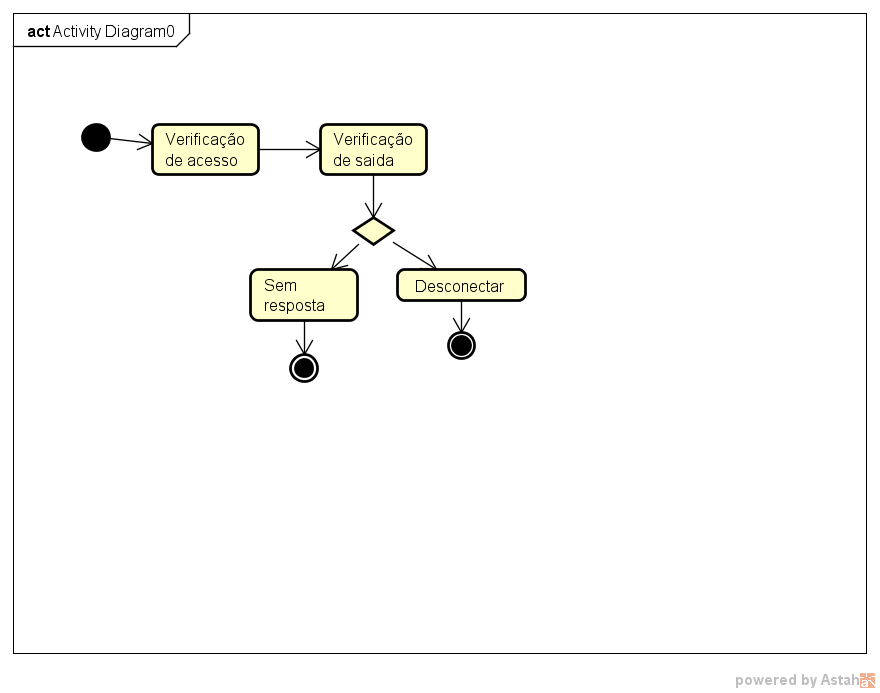 act Activity Diagram0
Verificação
de acesso
Verificação
de saida
Sem
resposta
Desconectar
powered by Astah